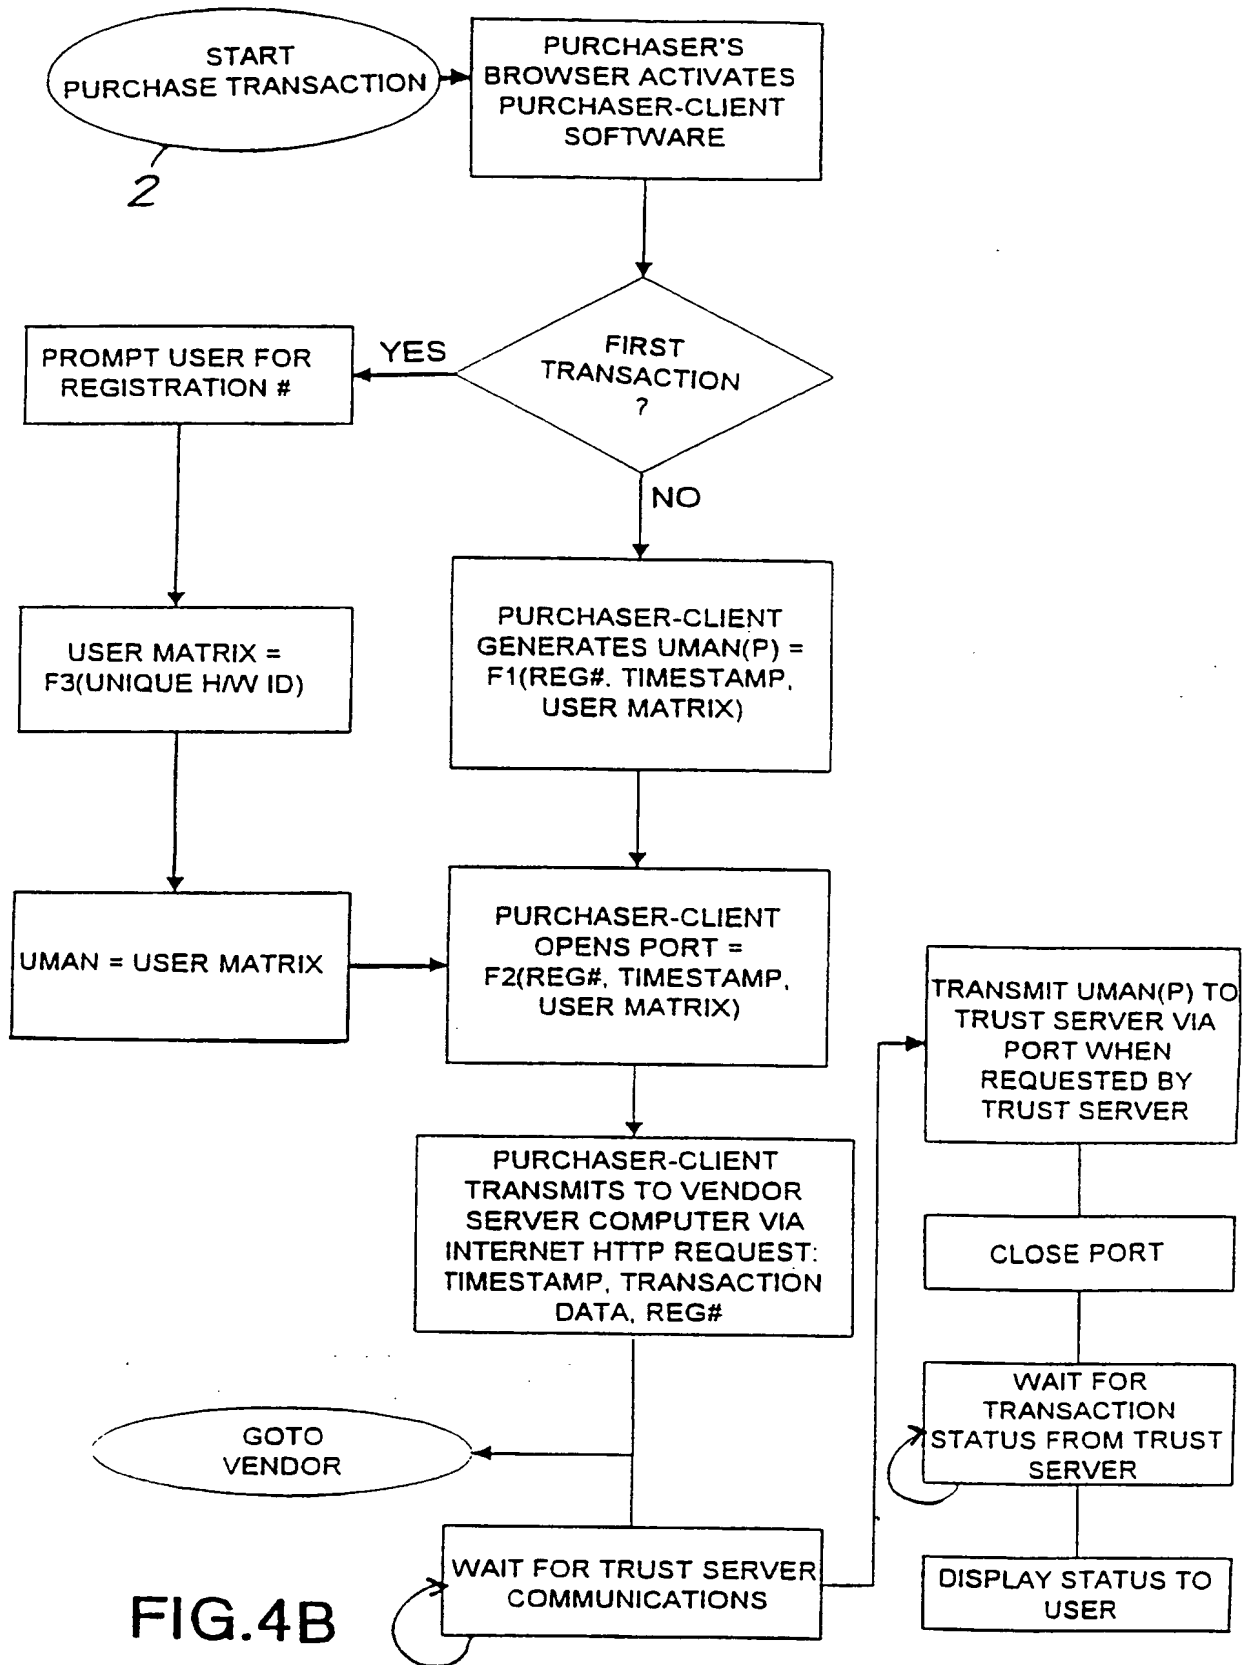 START
PURCHASE TRANSACTION
2
PURCHASER'S
BROWSER ACTIVATES
PURCHASER-CLIENT
SOFTWARE
FIRST
TRANSACTION
?
YES
NO
PROMPT USER FOR
REGISTRATION #
USER MATRIX =
F3(UNIQUE H/W ID)
UMAN = USER MATRIX
PURCHASER-CLIENT
GENERATES UMAN(P) =
F1(REG#. TIMESTAMP,
USER MATRIX)
PURCHASER-CLIENT
OPENS PORT =
F2(REG#, TIMESTAMP,
USER MATRIX)
PURCHASER-CLIENT
TRANSMITS TO VENDOR
SERVER COMPUTER VIA
INTERNET HTTP REQUEST:
TIMESTAMP, TRANSACTION
DATA, REG#
GOTO
VENDOR
WAIT FOR TRUST SERVER
COMMUNICATIONS
TRANSMIT UMAN(P) TO
TRUST SERVER VIA
PORT WHEN
REQUESTED BY
TRUST SERVER
CLOSE PORT
WAIT FOR
TRANSACTION
STATUS FROM TRUST
SERVER
DISPLAY STATUS TO
USER
FIG.4B